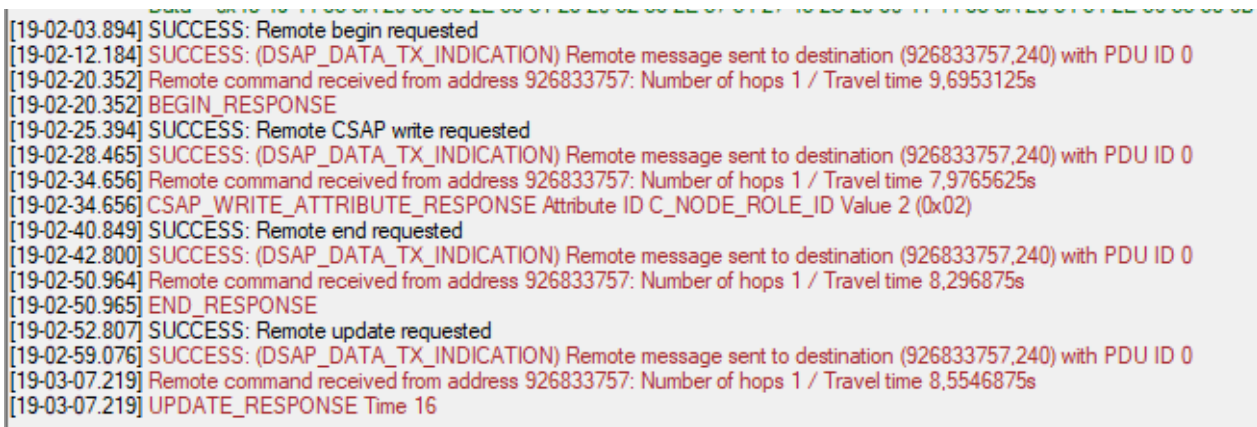 [19-02-03.894] SUCCESS: Remote begin requested
[19-02-12.184] SUCCESS: (DSAP_DATA_TX_INDICATION) Remote message sent to destination (926833757,240) with PDU ID 0
[19-02-20.352] Remote command received from address 926833757: Number of hops 1 / Travel time 9,6953125s
[19-02-20.352] BEGIN_RESPONSE
[19-02-25.394] SUCCESS: Remote CSAP write requested
[19-02-28.465] SUCCESS: (DSAP_DATA_TX_INDICATION) Remote message sent to destination (926833757,240) with PDU ID 0
[19-02-34.656] Remote command received from address 926833757: Number of hops 1 / Travel time 7,9765625s
[19-02-34.656] CSAP_WRITE_ATTRIBUTE_RESPONSE Attribute ID C_NODE_ROLE_ID Value 2 (0x02)
[19-02-40.849] SUCCESS: Remote end requested
[19-02-42.800] SUCCESS: (DSAP_DATA_TX_INDICATION) Remote message sent to destination (926833757,240) with PDU ID 0
[19-02-50.964] Remote command received from address 926833757: Number of hops 1 / Travel time 8,296875s
[19-02-50.965] END_RESPONSE
[19-02-52.807] SUCCESS: Remote update requested
[19-02-59.076] SUCCESS: (DSAP_DATA_TX_INDICATION) Remote message sent to destination (926833757,240) with PDU ID 0
[19-03-07.219] Remote command received from address 926833757: Number of hops 1 / Travel time 8,5546875s
[19-03-07.219] UPDATE_RESPONSE Time 16